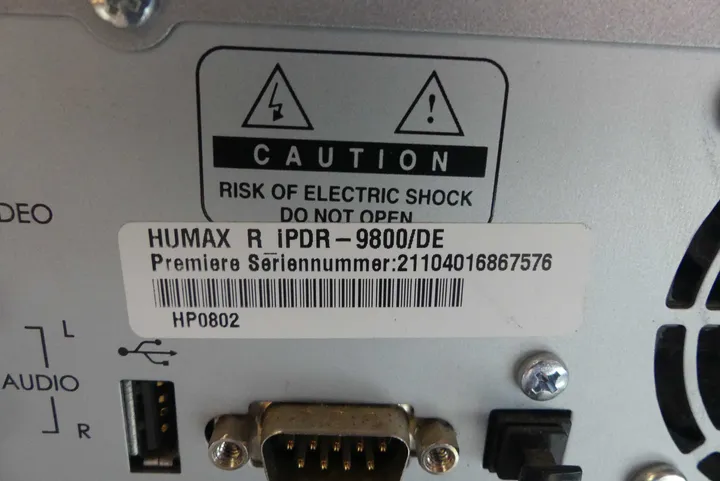 CAUTION
RISK OF ELECTRIC SHOCK
DO NOT OPEN
DEO
HUMAX R_iPDR-9800/DE
Premiere Seriennummer:21104016867576
HP0802
L
AUDIO
R